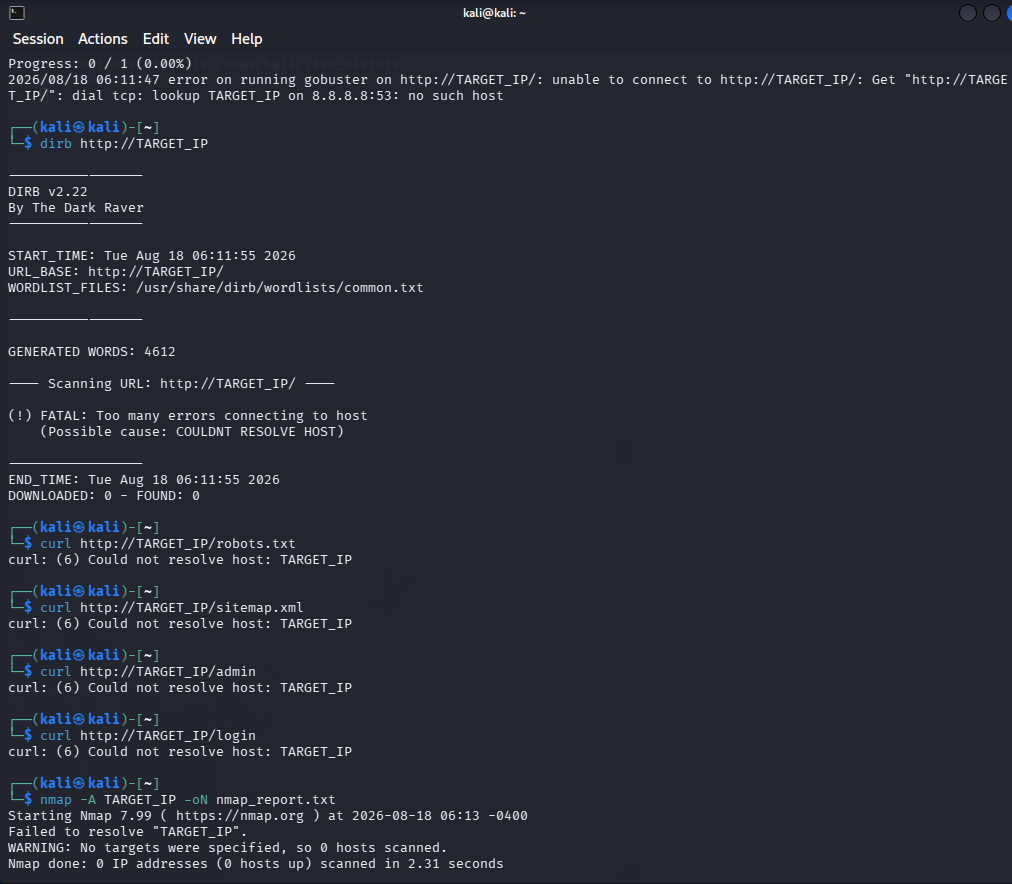 kali@kali: ~
Session Actions Edit View Help
Progress: 0 / 1 (0.00%)
2026/08/18 06:11:47 error on running gobuster on http://TARGET_IP/: unable to connect to http://TARGET_IP/: Get "http://TARGE
T_IP/": dial tcp: lookup TARGET_IP on 8.8.8.8:53: no such host
┌──(kali㉿kali)-[~]
└─$ dirb http://TARGET_IP
-----------------
DIRB v2.22
By The Dark Raver
-----------------
START_TIME: Tue Aug 18 06:11:55 2026
URL_BASE: http://TARGET_IP/
WORDLIST_FILES: /usr/share/dirb/wordlists/common.txt
-----------------
GENERATED WORDS: 4612
---- Scanning URL: http://TARGET_IP/ ----
(!) FATAL: Too many errors connecting to host
(Possible cause: COULDNT RESOLVE HOST)
-----------------
END_TIME: Tue Aug 18 06:11:55 2026
DOWNLOADED: 0 - FOUND: 0
┌──(kali㉿kali)-[~]
└─$ curl http://TARGET_IP/robots.txt
curl: (6) Could not resolve host: TARGET_IP
┌──(kali㉿kali)-[~]
└─$ curl http://TARGET_IP/sitemap.xml
curl: (6) Could not resolve host: TARGET_IP
┌──(kali㉿kali)-[~]
└─$ curl http://TARGET_IP/admin
curl: (6) Could not resolve host: TARGET_IP
┌──(kali㉿kali)-[~]
└─$ curl http://TARGET_IP/login
curl: (6) Could not resolve host: TARGET_IP
┌──(kali㉿kali)-[~]
└─$ nmap -A TARGET_IP -oN nmap_report.txt
Starting Nmap 7.99 ( https://nmap.org ) at 2026-08-18 06:13 -0400
Failed to resolve "TARGET_IP".
WARNING: No targets were specified, so 0 hosts scanned.
Nmap done: 0 IP addresses (0 hosts up) scanned in 2.31 seconds